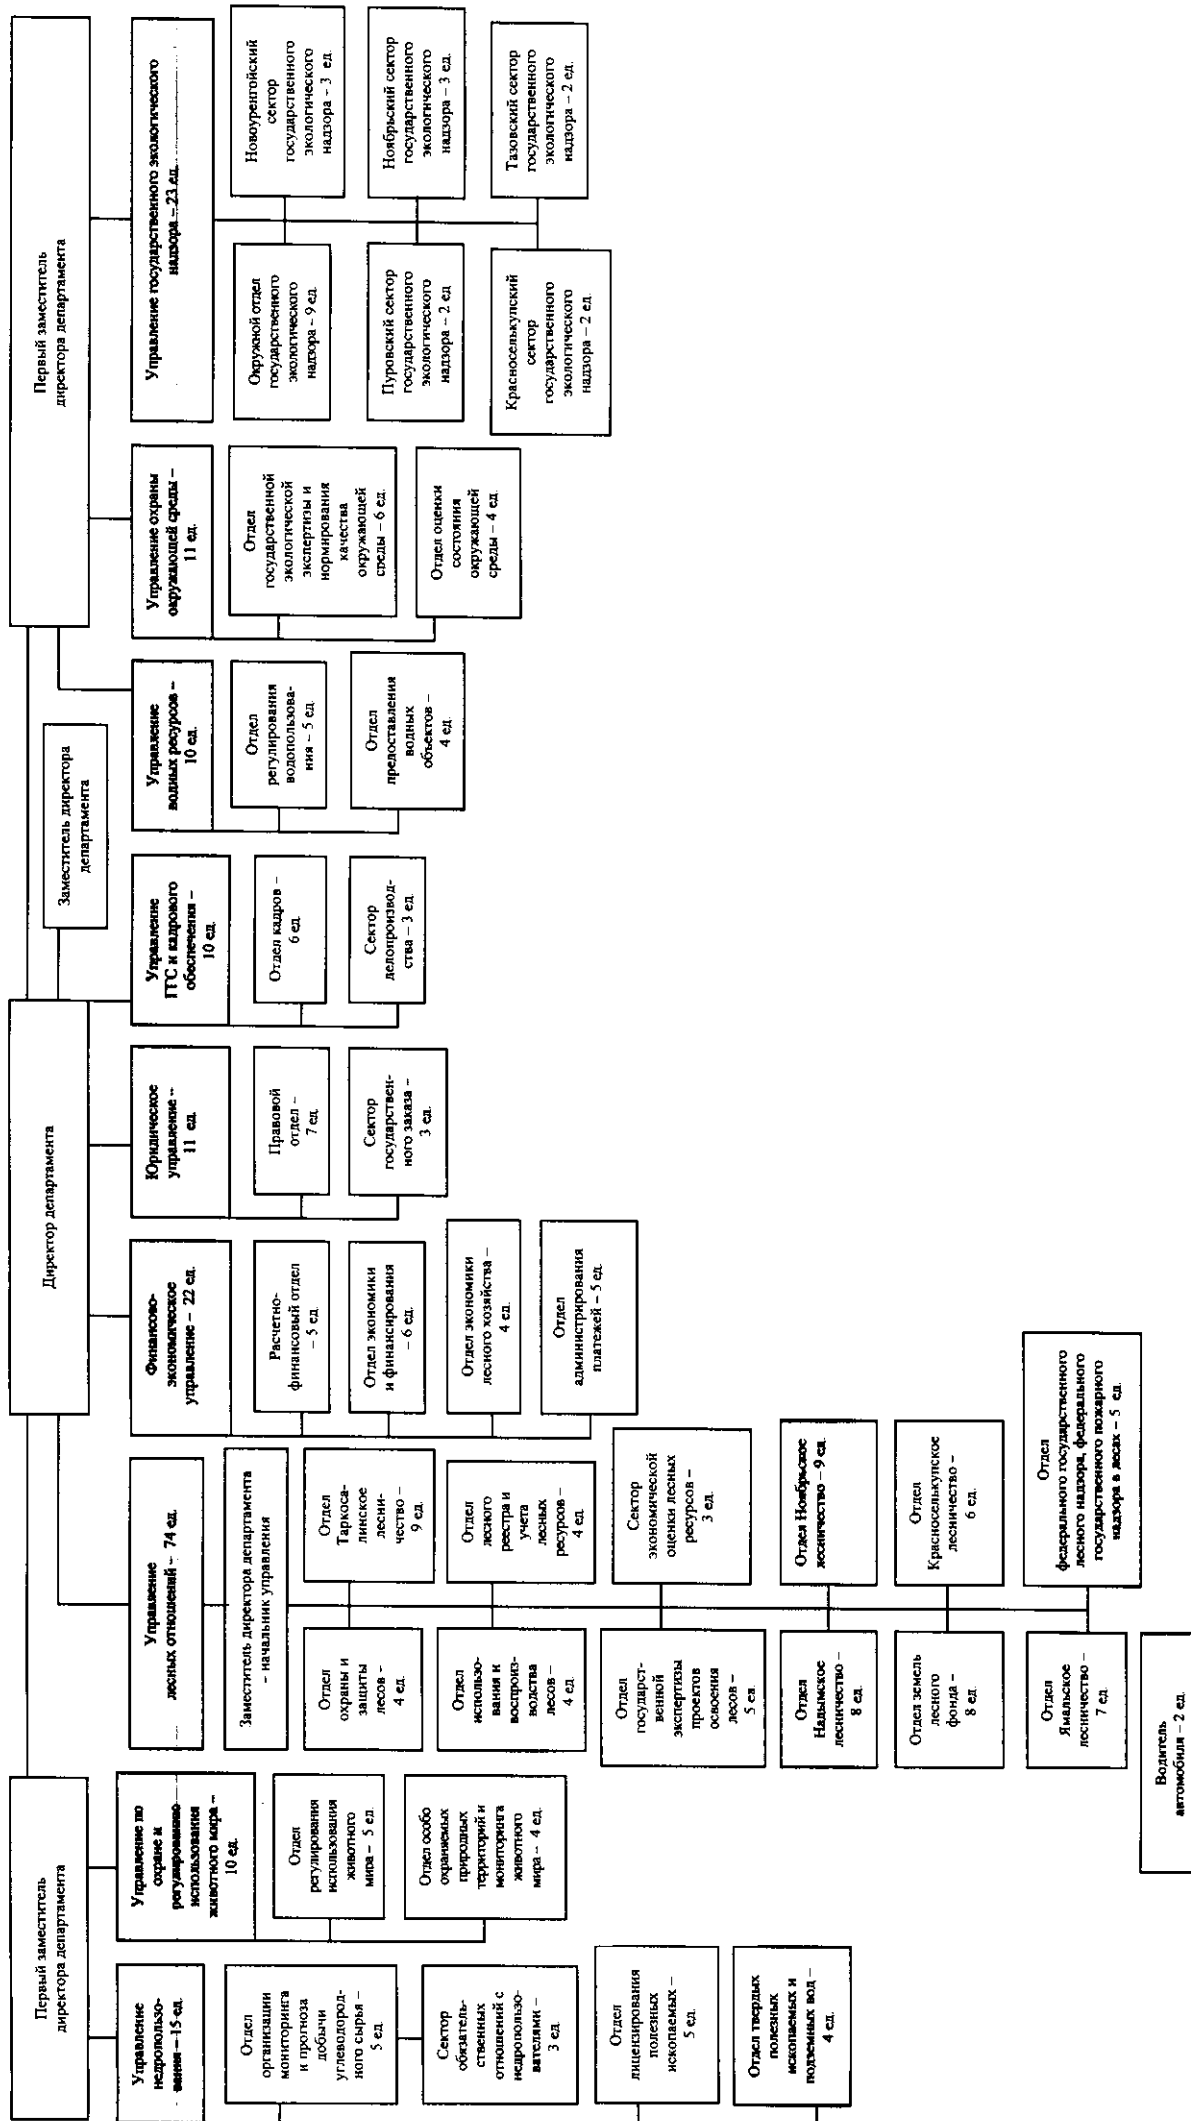 Первый заместитель
директора департамента
Директор департамента
Заместитель директора
департамента
Первый заместитель
директора департамента
Управление
недропользо-
вания – 15 ед.
Отдел
организации
мониторинга
и прогноза
добычи
углеводород-
ного сырья –
5 ед.
Сектор
обязатель-
ственных
отношений с
недропользо-
вателями –
3 ед.
Отдел
лицензирования
полезных
ископаемых –
5 ед.
Отдел твердых
полезных
ископаемых и
подземных вод –
4 ед.
Управление по
охране и
регулированию
использования
животного мира –
10 ед.
Отдел
регулирования
использования
животного
мира – 5 ед.
Отдел особо
охраняемых
природных
территорий и
мониторинга
животного
мира – 4 ед.
Управление
лесных отношений – 74 ед.
Заместитель директора департамента
– начальник управления
Отдел
охраны и
защиты
лесов –
4 ед.
Отдел
Таркоса-
линское
лесни-
чество –
9 ед.
Отдел
использо-
вания и
воспроиз-
водства
лесов –
4 ед.
Отдел
лесного
реестра и
учета
лесных
ресурсов –
4 ед.
Отдел
государст-
венной
экспертизы
проектов
освоения
лесов –
5 ед.
Сектор
экономической
оценки лесных
ресурсов –
3 ед.
Отдел
Надымское
лесничество –
8 ед.
Отдел Ноябрьское
лесничество – 9 ед.
Отдел земель
лесного
фонда –
8 ед.
Отдел
Красноселькупское
лесничество –
6 ед.
Отдел
Ямальское
лесничество –
7 ед.
Отдел
федерального государственного
лесного надзора, федерального
государственного пожарного
надзора в лесах – 5 ед.
Водитель
автомобиля – 2 ед.
Финансово-
экономическое
управление – 22 ед.
Расчетно-
финансовый отдел
– 5 ед.
Отдел экономики
и финансирования
– 6 ед.
Отдел экономики
лесного хозяйства –
4 ед.
Отдел
администрирования
платежей – 5 ед.
Юридическое
управление –
11 ед.
Правовой
отдел –
7 ед.
Сектор
государствен-
ного заказа –
3 ед.
Управление
ГГС и кадрового
обеспечения –
10 ед.
Отдел кадров –
6 ед.
Сектор
делопроизвод-
ства – 3 ед.
Управление
водных ресурсов –
10 ед.
Отдел
регулирования
водопользова-
ния – 5 ед.
Отдел
предоставления
водных
объектов –
4 ед.
Управление охраны
окружающей среды –
11 ед.
Отдел
государственной
экологической
экспертизы и
нормирования
качества
окружающей
среды – 6 ед.
Отдел оценки
состояния
окружающей
среды – 4 ед.
Управление государственного экологического
надзора – 23 ед.
Окружной отдел
государственного
экологического
надзора – 9 ед.
Новоуренгойский
сектор
государственного
экологического
надзора – 3 ед.
Пуровский сектор
государственного
экологического
надзора – 2 ед
Ноябрьский сектор
государственного
экологического
надзора – 3 ед.
Красноселькупский
сектор
государственного
экологического
надзора – 2 ед.
Тазовский сектор
государственного
экологического
надзора – 2 ед.